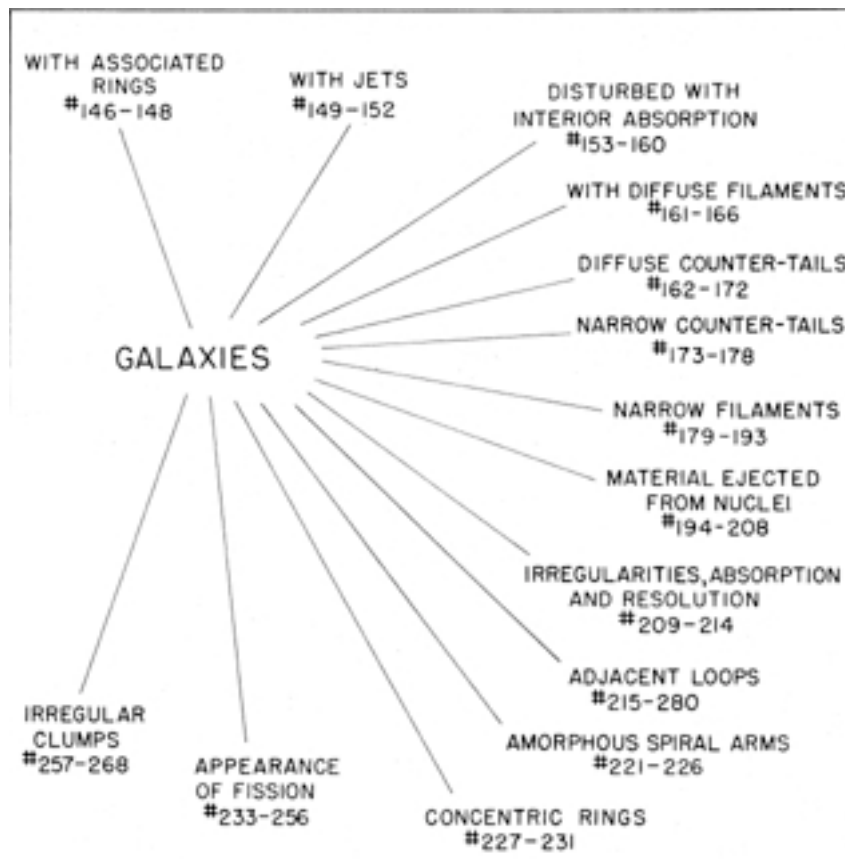 WITH ASSOCIATED
RINGS
#146-148
WITH JETS
#149-152
DISTURBED WITH
INTERIOR ABSORPTION
#153-160
WITH DIFFUSE FILAMENTS
#161-166
DIFFUSE COUNTER-TAILS
#162-172
NARROW COUNTER-TAILS
#173-178
GALAXIES
NARROW FILAMENTS
#179-193
MATERIAL EJECTED
FROM NUCLEI
#194-208
IRREGULARITIES, ABSORPTION
AND RESOLUTION
#209-214
ADJACENT LOOPS
#215-280
AMORPHOUS SPIRAL ARMS
#221-226
CONCENTRIC RINGS
#227-231
APPEARANCE
OF FISSION
#233-256
IRREGULAR
CLUMPS
#257-268